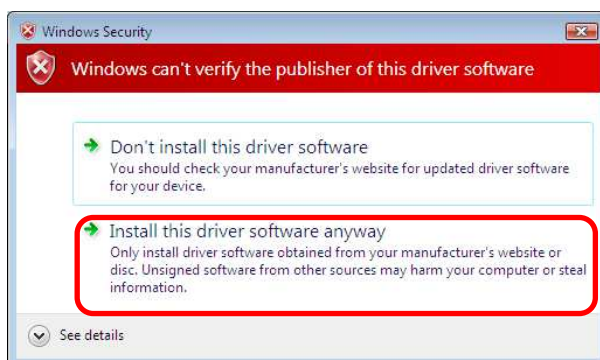 Windows Security
Windows can't verify the publisher of this driver software
Don't install this driver software
You should check your manufacturer's website for updated driver software
for your device.
Install this driver software anyway
Only install driver software obtained from your manufacturer's website or
disc. Unsigned software from other sources may harm your computer or steal
information.
See details